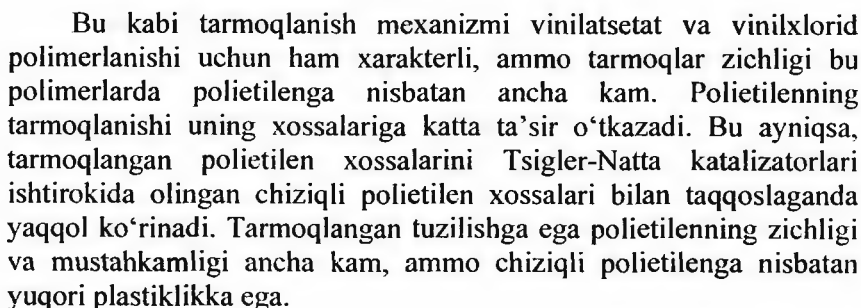 Bu kabi tarmoqlanish mexanizmi vinilatsetat va vinilxlorid
polimerlanishi uchun ham xarakterli, ammo tarmoqlar zichligi bu
polimerlarda polietilenga nisbatan ancha kam. Polietilenning
tarmoqlanishi uning xossalariga katta ta’sir o‘tkazadi. Bu ayniqsa,
tarmoqlangan polietilen xossalarini Tsigler-Natta katalizatorlari
ishtirokida olingan chiziqli polietilen xossalari bilan taqqoslaganda
yaqqol ko‘rinadi. Tarmoqlangan tuzilishga ega polietilenning zichligi
va mustahkamligi ancha kam, ammo chiziqli polietilenga nisbatan
yuqori plastiklikka ega.